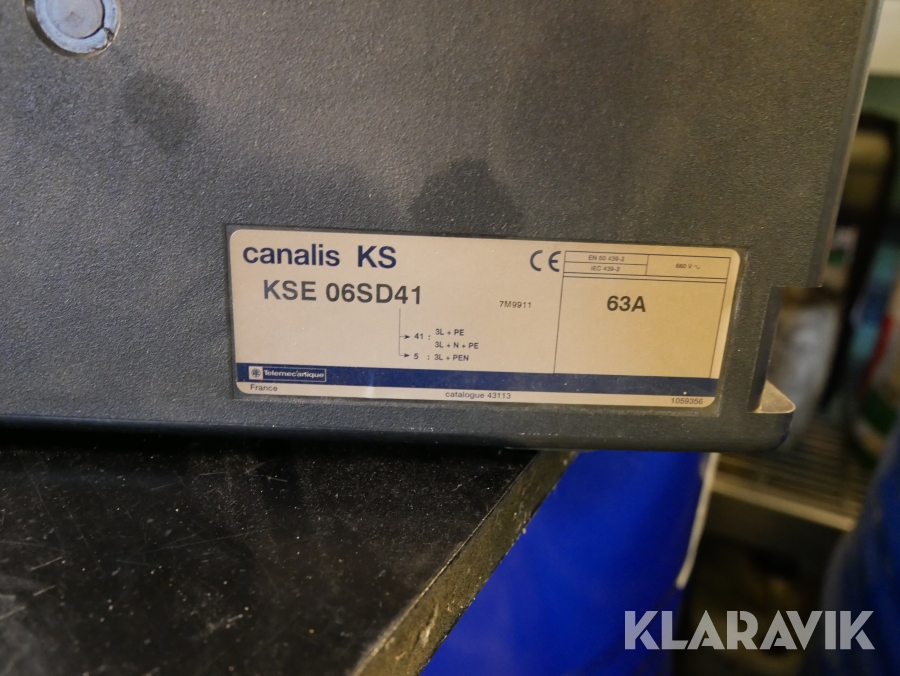 canalis KS
CE
EN 60 439-2
IEC 439-2
660 V ~
KSE 06SD41
7M9911
63A
41 : 3L + PE
3L + N + PE
5 : 3L + PEN
Telemecanique
France
catalogue 43113
1059356
KLARAVIK